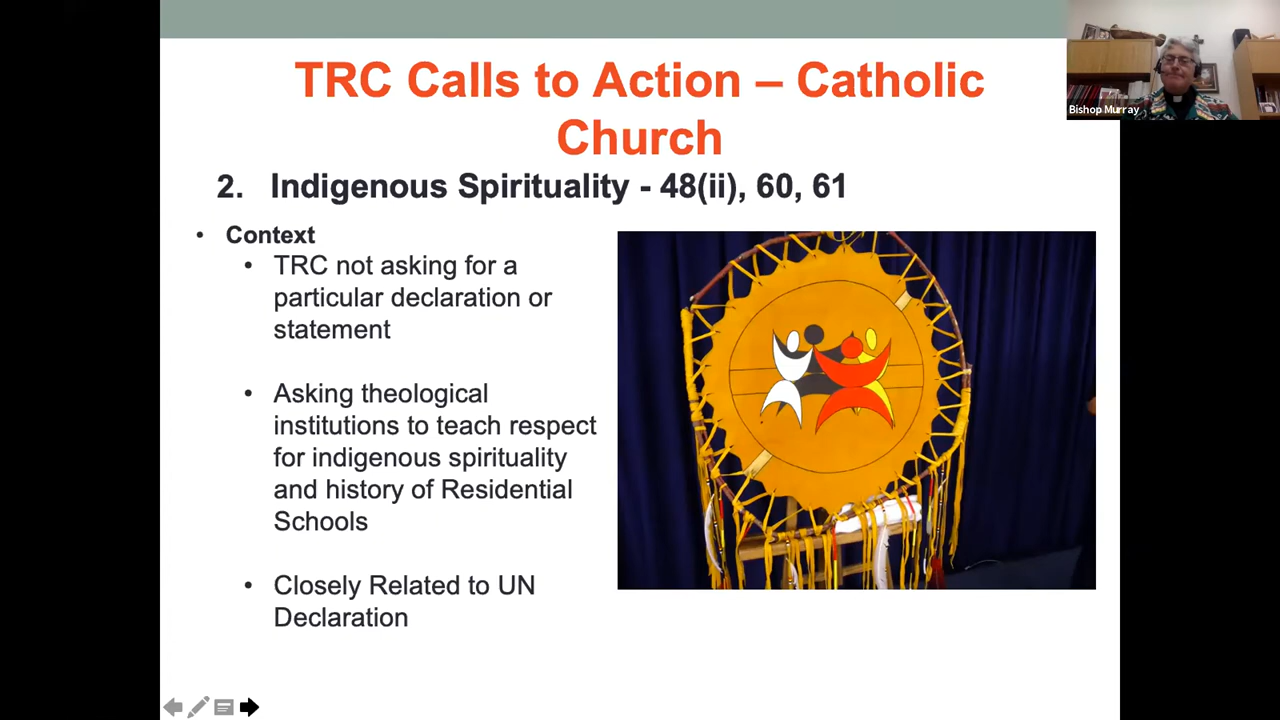 TRC Calls to Action – Catholic
Church
Bishop Murray
2. Indigenous Spirituality - 48(ii), 60, 61
• Context
• TRC not asking for a
particular declaration or
statement
• Asking theological
institutions to teach respect
for indigenous spirituality
and history of Residential
Schools
• Closely Related to UN
Declaration